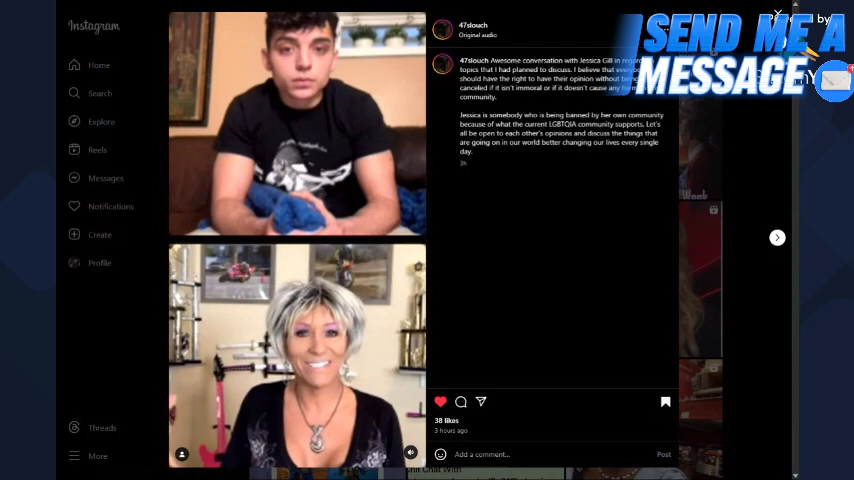 Instagram
Home
Search
Explore
Reels
Messages
Notifications
Create
Profile
Threads
More
47slouch
Original audio
47slouch Awesome conversation with Jessica Gill in
topics that I had planned to discuss. I believe that
should have the right to have their opinion without
canceled if it isn't immoral or if it doesn't cause any
community.
Jessica is somebody who is being banned by her own community
because of what the current LGBTQIA community supports. Let's
all be open to each other's opinions and discuss the things that
are going on in our world better changing our lives every single
day.
3h
38 likes
3 hours ago
Add a comment...
Post
SEND ME A
MESSAGE
by
Chat With